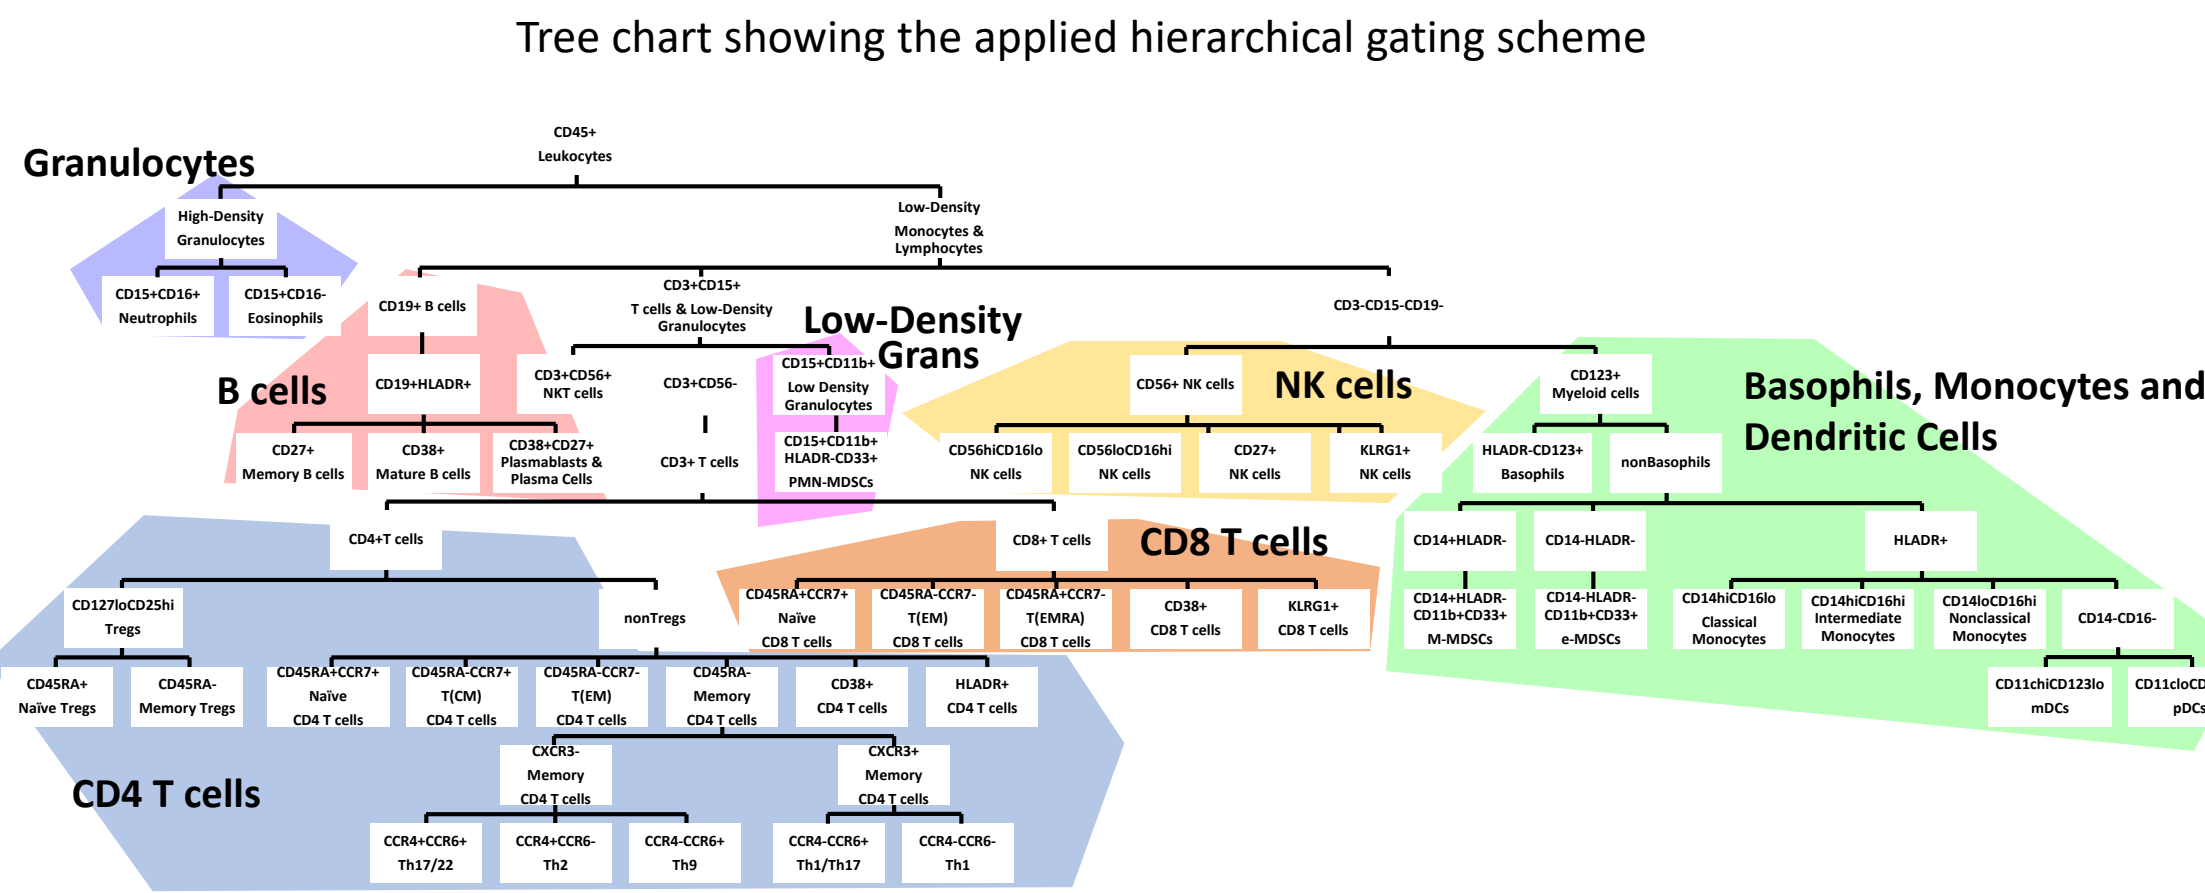 Tree chart showing the applied hierarchical gating scheme
CD45+
Leukocytes
Granulocytes
High-Density
Granulocytes
Low-Density
Monocytes &
Lymphocytes
CD15+CD16+
Neutrophils
CD15+CD16-
Eosinophils
CD19+ B cells
CD3+CD15+
T cells & Low-Density
Granulocytes
CD3-CD15-CD19-
Low-Density
Grans
B cells
CD19+HLADR+
CD3+CD56+
NKT cells
CD3+CD56-
CD15+CD11b+
Low Density
Granulocytes
CD56+ NK cells
NK cells
CD123+
Myeloid cells
Basophils, Monocytes and
Dendritic Cells
CD27+
Memory B cells
CD38+
Mature B cells
CD38+CD27+
Plasmablasts &
Plasma Cells
CD3+ T cells
CD15+CD11b+
HLADR-CD33+
PMN-MDSCs
CD56hiCD16lo
NK cells
CD56loCD16hi
NK cells
CD27+
NK cells
KLRG1+
NK cells
HLADR-CD123+
Basophils
nonBasophils
CD4+T cells
CD8+ T cells
CD8 T cells
CD14+HLADR-
CD14-HLADR-
HLADR+
CD127loCD25hi
Tregs
nonTregs
CD45RA+CCR7+
Naïve
CD8 T cells
CD45RA-CCR7-
T(EM)
CD8 T cells
CD45RA+CCR7-
T(EMRA)
CD8 T cells
CD38+
CD8 T cells
KLRG1+
CD8 T cells
CD14+HLADR-
CD11b+CD33+
M-MDSCs
CD14-HLADR-
CD11b+CD33+
e-MDSCs
CD14hiCD16lo
Classical
Monocytes
CD14hiCD16hi
Intermediate
Monocytes
CD14loCD16hi
Nonclassical
Monocytes
CD14-CD16-
CD45RA+
Naïve Tregs
CD45RA-
Memory Tregs
CD45RA+CCR7+
Naïve
CD4 T cells
CD45RA-CCR7+
T(CM)
CD4 T cells
CD45RA-CCR7-
T(EM)
CD4 T cells
CD45RA-
Memory
CD4 T cells
CD38+
CD4 T cells
HLADR+
CD4 T cells
CD11chiCD123lo
mDCs
CD11cloCD
pDCs
CXCR3-
Memory
CD4 T cells
CXCR3+
Memory
CD4 T cells
CD4 T cells
CCR4+CCR6+
Th17/22
CCR4+CCR6-
Th2
CCR4-CCR6+
Th9
CCR4-CCR6+
Th1/Th17
CCR4-CCR6-
Th1